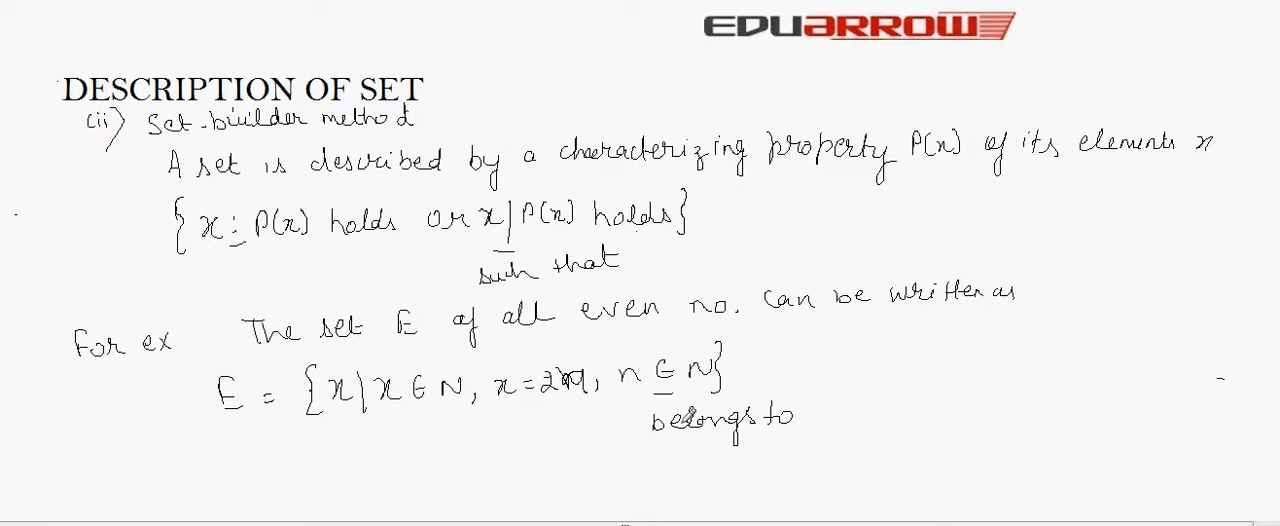 EDUARROW
DESCRIPTION OF SET
(ii) Set-builder method
A set is described by a characterizing property P(x) of its elements x
{x : P(x) holds or x | P(x) holds}
such that
For ex The set E of all even no. can be written as
E = {x | x ∈ N, x = 2n, n ∈ N}
belongs to